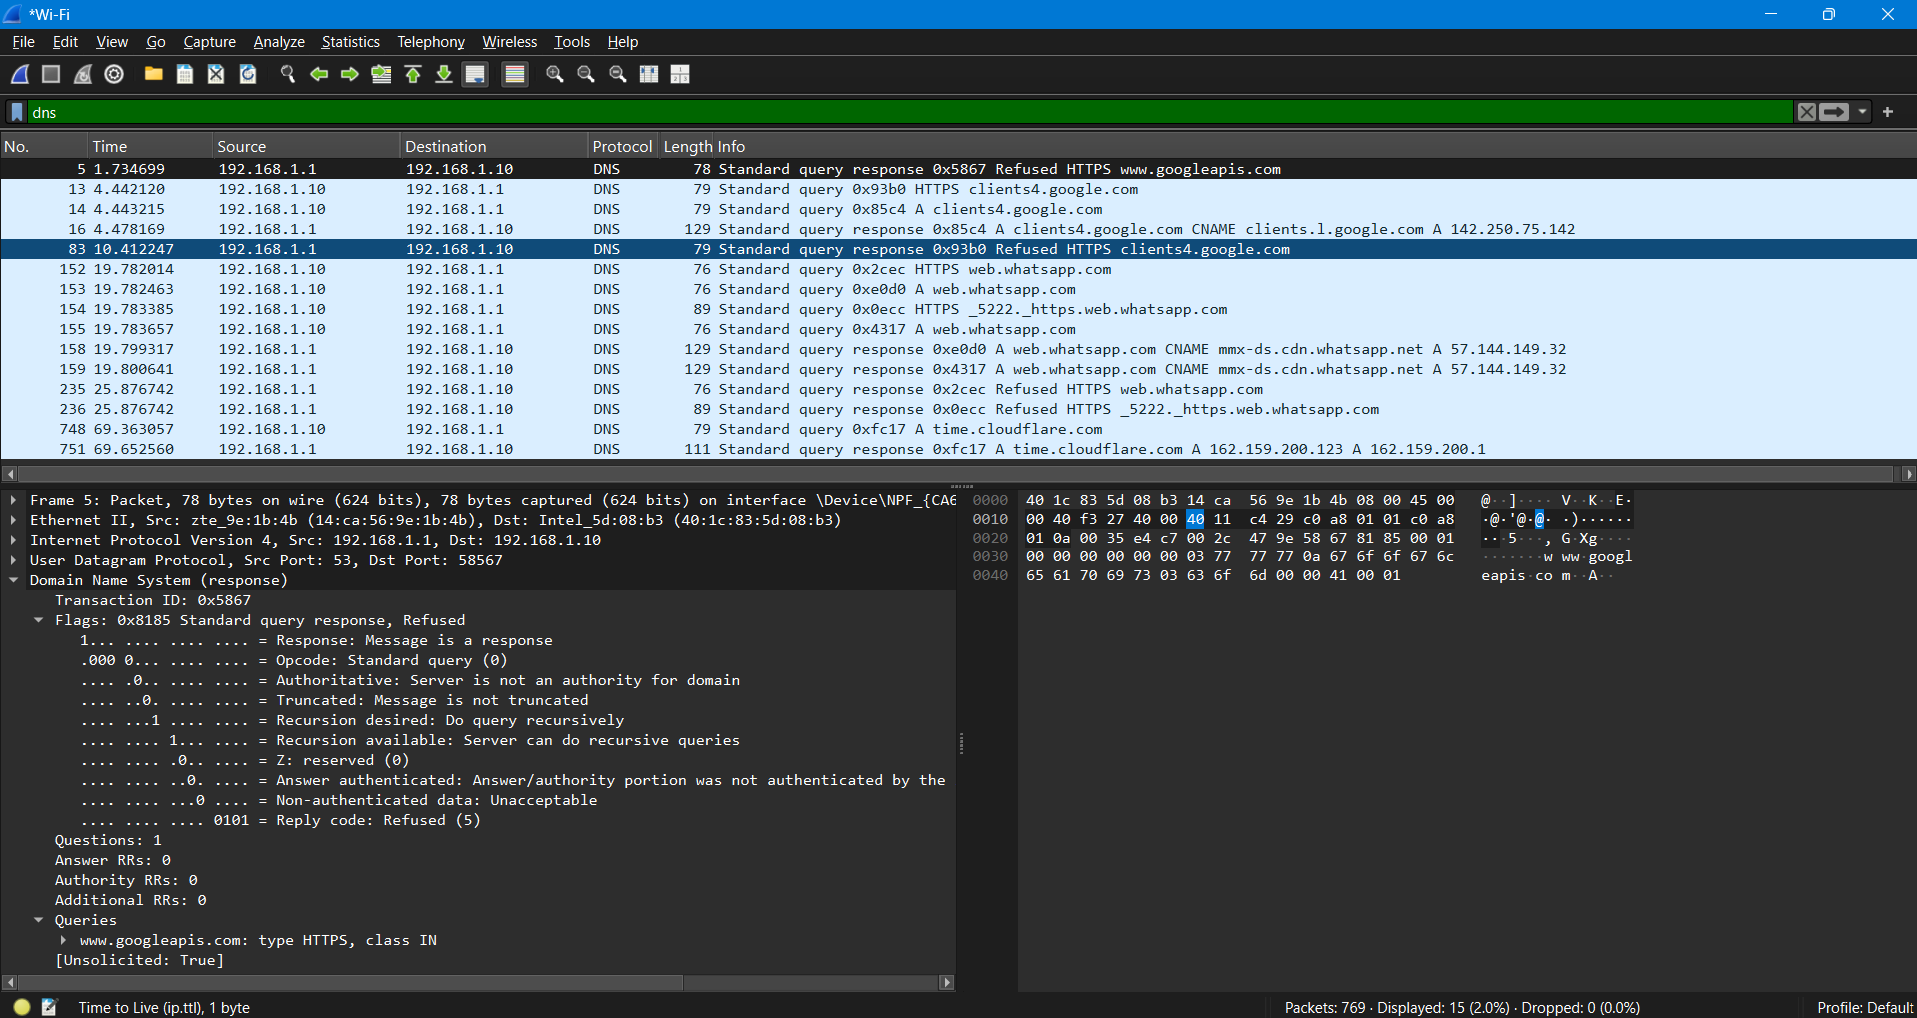 *Wi-Fi
File Edit View Go Capture Analyze Statistics Telephony Wireless Tools Help
dns
No. Time Source Destination Protocol Length Info
5 1.734699 192.168.1.1 192.168.1.10 DNS 78 Standard query response 0x5867 Refused HTTPS www.googleapis.com
13 4.442120 192.168.1.10 192.168.1.1 DNS 79 Standard query 0x93b0 HTTPS clients4.google.com
14 4.443215 192.168.1.10 192.168.1.1 DNS 79 Standard query 0x85c4 A clients4.google.com
16 4.478169 192.168.1.1 192.168.1.10 DNS 129 Standard query response 0x85c4 A clients4.google.com CNAME clients.l.google.com A 142.250.75.142
83 10.412247 192.168.1.1 192.168.1.10 DNS 79 Standard query response 0x93b0 Refused HTTPS clients4.google.com
152 19.782014 192.168.1.10 192.168.1.1 DNS 76 Standard query 0x2cec HTTPS web.whatsapp.com
153 19.782463 192.168.1.10 192.168.1.1 DNS 76 Standard query 0xe0d0 A web.whatsapp.com
154 19.783385 192.168.1.10 192.168.1.1 DNS 89 Standard query 0x0ecc HTTPS _5222._https.web.whatsapp.com
155 19.783657 192.168.1.10 192.168.1.1 DNS 76 Standard query 0x4317 A web.whatsapp.com
158 19.799317 192.168.1.1 192.168.1.10 DNS 129 Standard query response 0xe0d0 A web.whatsapp.com CNAME mmx-ds.cdn.whatsapp.net A 57.144.149.32
159 19.800641 192.168.1.1 192.168.1.10 DNS 129 Standard query response 0x4317 A web.whatsapp.com CNAME mmx-ds.cdn.whatsapp.net A 57.144.149.32
235 25.876742 192.168.1.1 192.168.1.10 DNS 76 Standard query response 0x2cec Refused HTTPS web.whatsapp.com
236 25.876742 192.168.1.1 192.168.1.10 DNS 89 Standard query response 0x0ecc Refused HTTPS _5222._https.web.whatsapp.com
748 69.363057 192.168.1.10 192.168.1.1 DNS 79 Standard query 0xfc17 A time.cloudflare.com
751 69.652560 192.168.1.1 192.168.1.10 DNS 111 Standard query response 0xfc17 A time.cloudflare.com A 162.159.200.123 A 162.159.200.1
Frame 5: Packet, 78 bytes on wire (624 bits), 78 bytes captured (624 bits) on interface \Device\NPF_{CA6
Ethernet II, Src: zte_9e:1b:4b (14:ca:56:9e:1b:4b), Dst: Intel_5d:08:b3 (40:1c:83:5d:08:b3)
Internet Protocol Version 4, Src: 192.168.1.1, Dst: 192.168.1.10
User Datagram Protocol, Src Port: 53, Dst Port: 58567
Domain Name System (response)
Transaction ID: 0x5867
Flags: 0x8185 Standard query response, Refused
1... .... .... .... = Response: Message is a response
.000 0... .... .... = Opcode: Standard query (0)
.... .0.. .... .... = Authoritative: Server is not an authority for domain
.... ..0. .... .... = Truncated: Message is not truncated
.... ...1 .... .... = Recursion desired: Do query recursively
.... .... 1... .... = Recursion available: Server can do recursive queries
.... .... .0.. .... = Z: reserved (0)
.... .... ..0. .... = Answer authenticated: Answer/authority portion was not authenticated by the
.... .... ...0 .... = Non-authenticated data: Unacceptable
.... .... .... 0101 = Reply code: Refused (5)
Questions: 1
Answer RRs: 0
Authority RRs: 0
Additional RRs: 0
Queries
www.googleapis.com: type HTTPS, class IN
[Unsolicited: True]
0000 40 1c 83 5d 08 b3 14 ca 56 9e 1b 4b 08 00 45 00 @··]···· V··K··E·
0010 00 40 f3 27 40 00 40 11 c4 29 c0 a8 01 01 c0 a8 ·@·'@·@· ·)······
0020 01 0a 00 35 e4 c7 00 2c 47 9e 58 67 81 85 00 01 ···5···, G·Xg····
0030 00 00 00 00 00 00 03 77 77 77 0a 67 6f 6f 67 6c ·······w ww·googl
0040 65 61 70 69 73 03 63 6f 6d 00 00 41 00 01 eapis·co m··A··
Time to Live (ip.ttl), 1 byte
Packets: 769 · Displayed: 15 (2.0%) · Dropped: 0 (0.0%)
Profile: Default